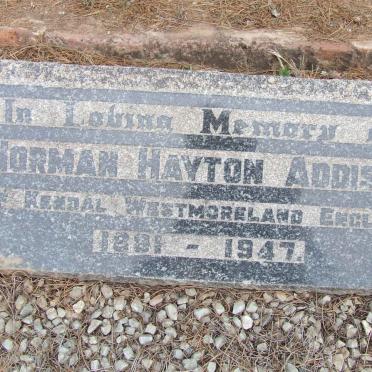 In Loving Memory
NORMAN HAYTON ADDIS
KENDAL WESTMORELAND ENGL
1881 - 1947.